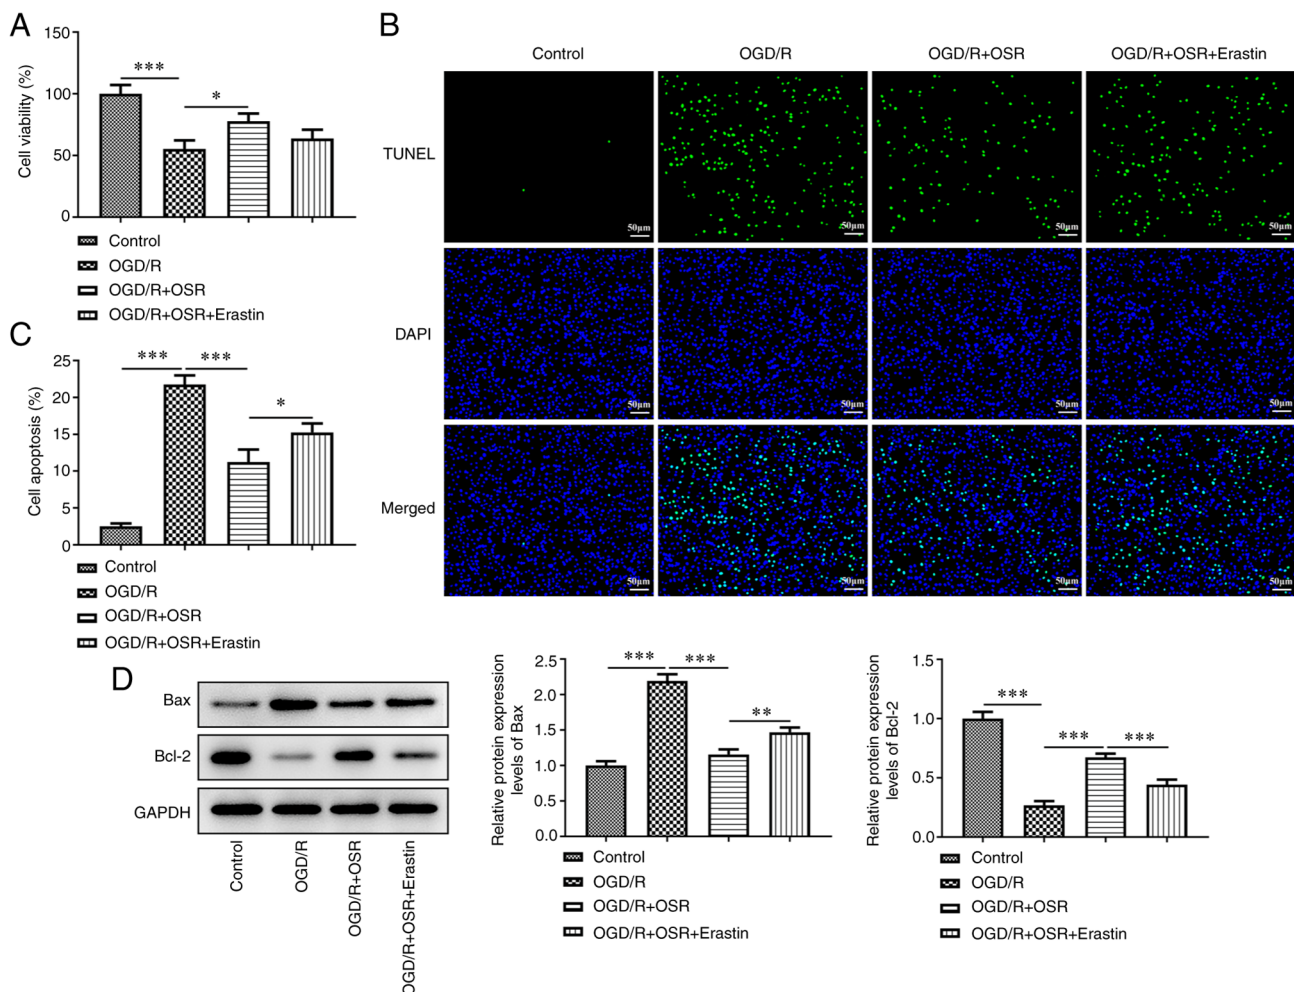 A
Cell viability (%)
150
100
50
0
***
*
Control
OGD/R
OGD/R+OSR
OGD/R+OSR+Erastin
B
Control
OGD/R
OGD/R+OSR
OGD/R+OSR+Erastin
TUNEL
50μm
50μm
50μm
50μm
DAPI
50μm
50μm
50μm
50μm
Merged
50μm
50μm
50μm
50μm
C
Cell apoptosis (%)
25
20
15
10
5
0
***
***
*
Control
OGD/R
OGD/R+OSR
OGD/R+OSR+Erastin
D
Bax
Bcl-2
GAPDH
Control
OGD/R
OGD/R+OSR
OGD/R+OSR+Erastin
Relative protein expression
levels of Bax
2.5
2.0
1.5
1.0
0.5
0.0
***
***
**
Control
OGD/R
OGD/R+OSR
OGD/R+OSR+Erastin
Relative protein expression
levels of Bcl-2
1.5
1.0
0.5
0.0
***
***
***
Control
OGD/R
OGD/R+OSR
OGD/R+OSR+Erastin